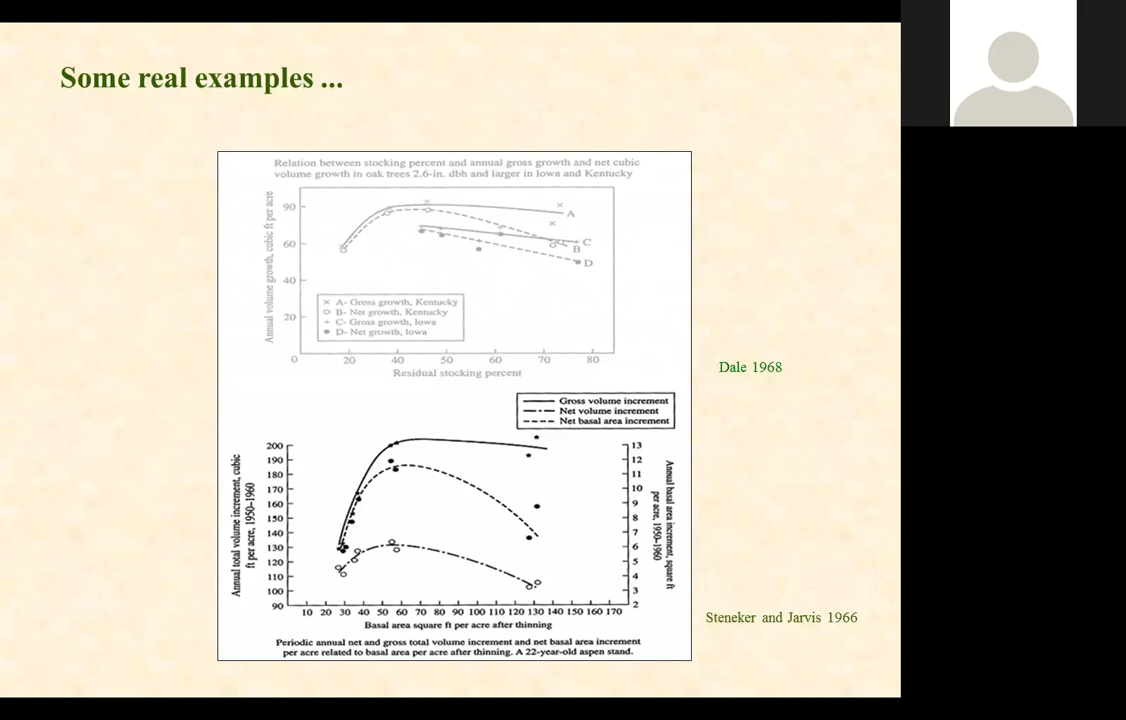 Some real examples ...
Relation between stocking percent and annual gross growth and net cubic
volume growth in oak trees 2.6-in. dbh and larger in Iowa and Kentucky
Annual volume growth, cubic ft per acre
90
60
40
20
0
A
C
B
D
× A- Gross growth, Kentucky
○ B- Net growth, Kentucky
+ C- Gross growth, Iowa
● D- Net growth, Iowa
20 40 50 60 70 80
Residual stocking percent
Dale 1968
Gross volume increment
Net volume increment
Net basal area increment
Annual total volume increment, cubic
ft per acre, 1950–1960
200
190
180
170
160
150
140
130
120
110
100
90
13
12
11
10
9
8
7
6
5
4
3
2
Annual basal area increment, square ft
per acre, 1950–1960
10 20 30 40 50 60 70 80 90 100 110 120 130 140 150 160 170
Basal area square ft per acre after thinning
Periodic annual net and gross total volume increment and net basal area increment
per acre related to basal area per acre after thinning. A 22-year-old aspen stand.
Steneker and Jarvis 1966